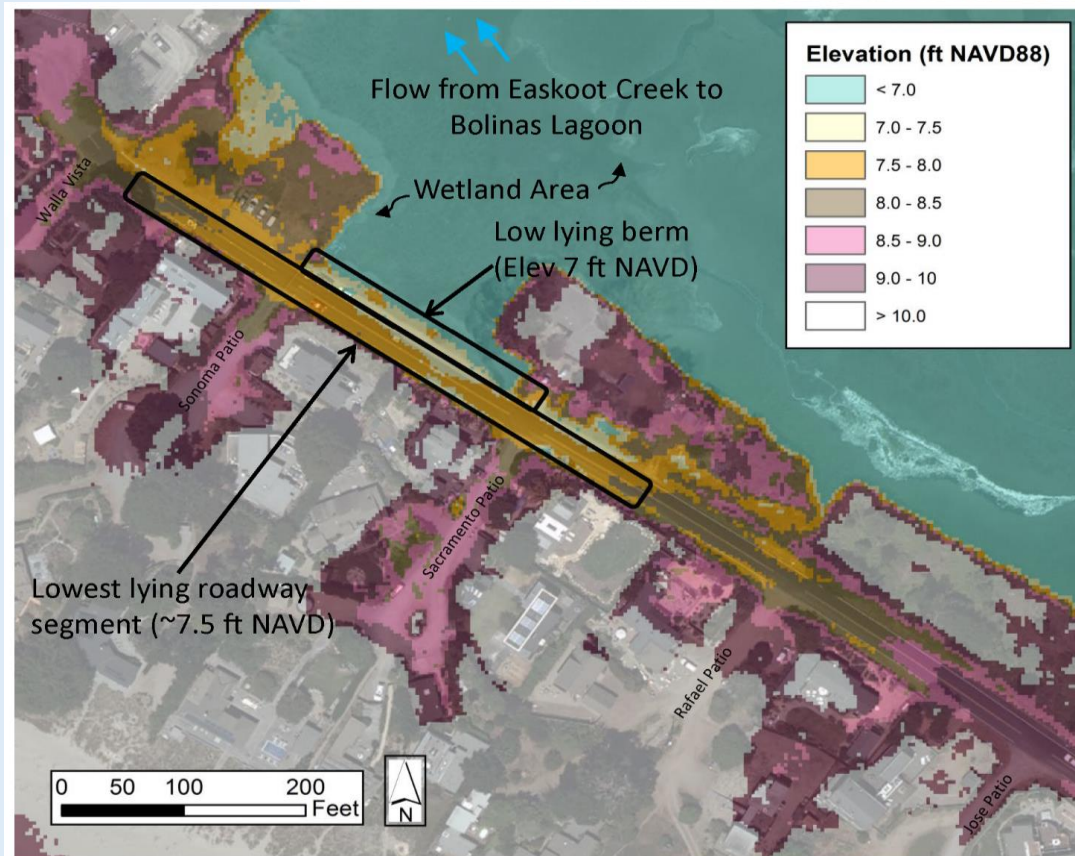 Elevation (ft NAVD88)
< 7.0
7.0 - 7.5
7.5 - 8.0
8.0 - 8.5
8.5 - 9.0
9.0 - 10
> 10.0
Flow from Easkoot Creek to
Bolinas Lagoon
Wetland Area
Low lying berm
(Elev 7 ft NAVD)
Walla Vista
Sonoma Patio
Sacramento Patio
Lowest lying roadway
segment (~7.5 ft NAVD)
Rafael Patio
Jose Patio
0 50 100 200
Feet
N